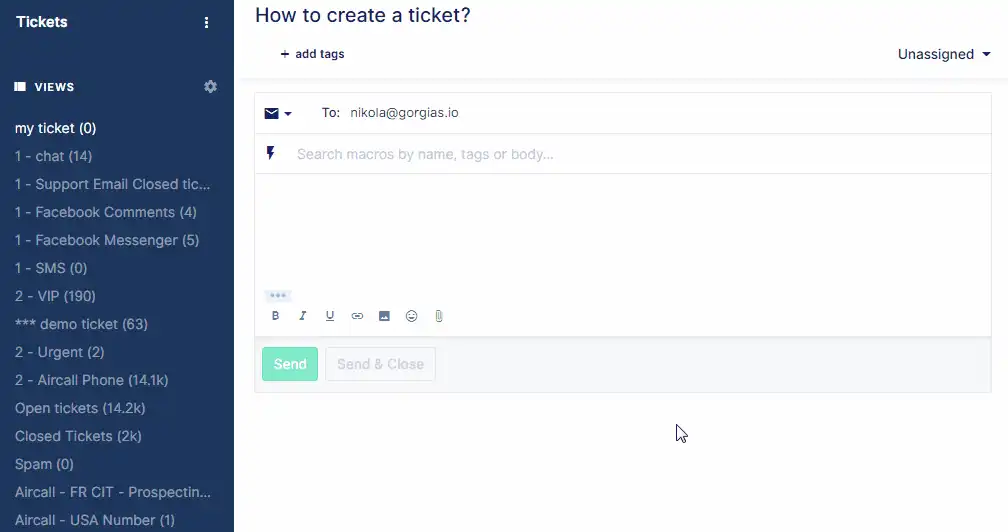 Tickets
VIEWS
my ticket (0)
1 - chat (14)
1 - Support Email Closed tic...
1 - Facebook Comments (4)
1 - Facebook Messenger (5)
1 - SMS (0)
2 - VIP (190)
*** demo ticket (63)
2 - Urgent (2)
2 - Aircall Phone (14.1k)
Open tickets (14.2k)
Closed Tickets (2k)
Spam (0)
Aircall - FR CIT - Prospectin...
Aircall - USA Number (1)
How to create a ticket?
+ add tags
Unassigned
To: nikola@gorgias.io
Search macros by name, tags or body...
B I U
Send
Send & Close